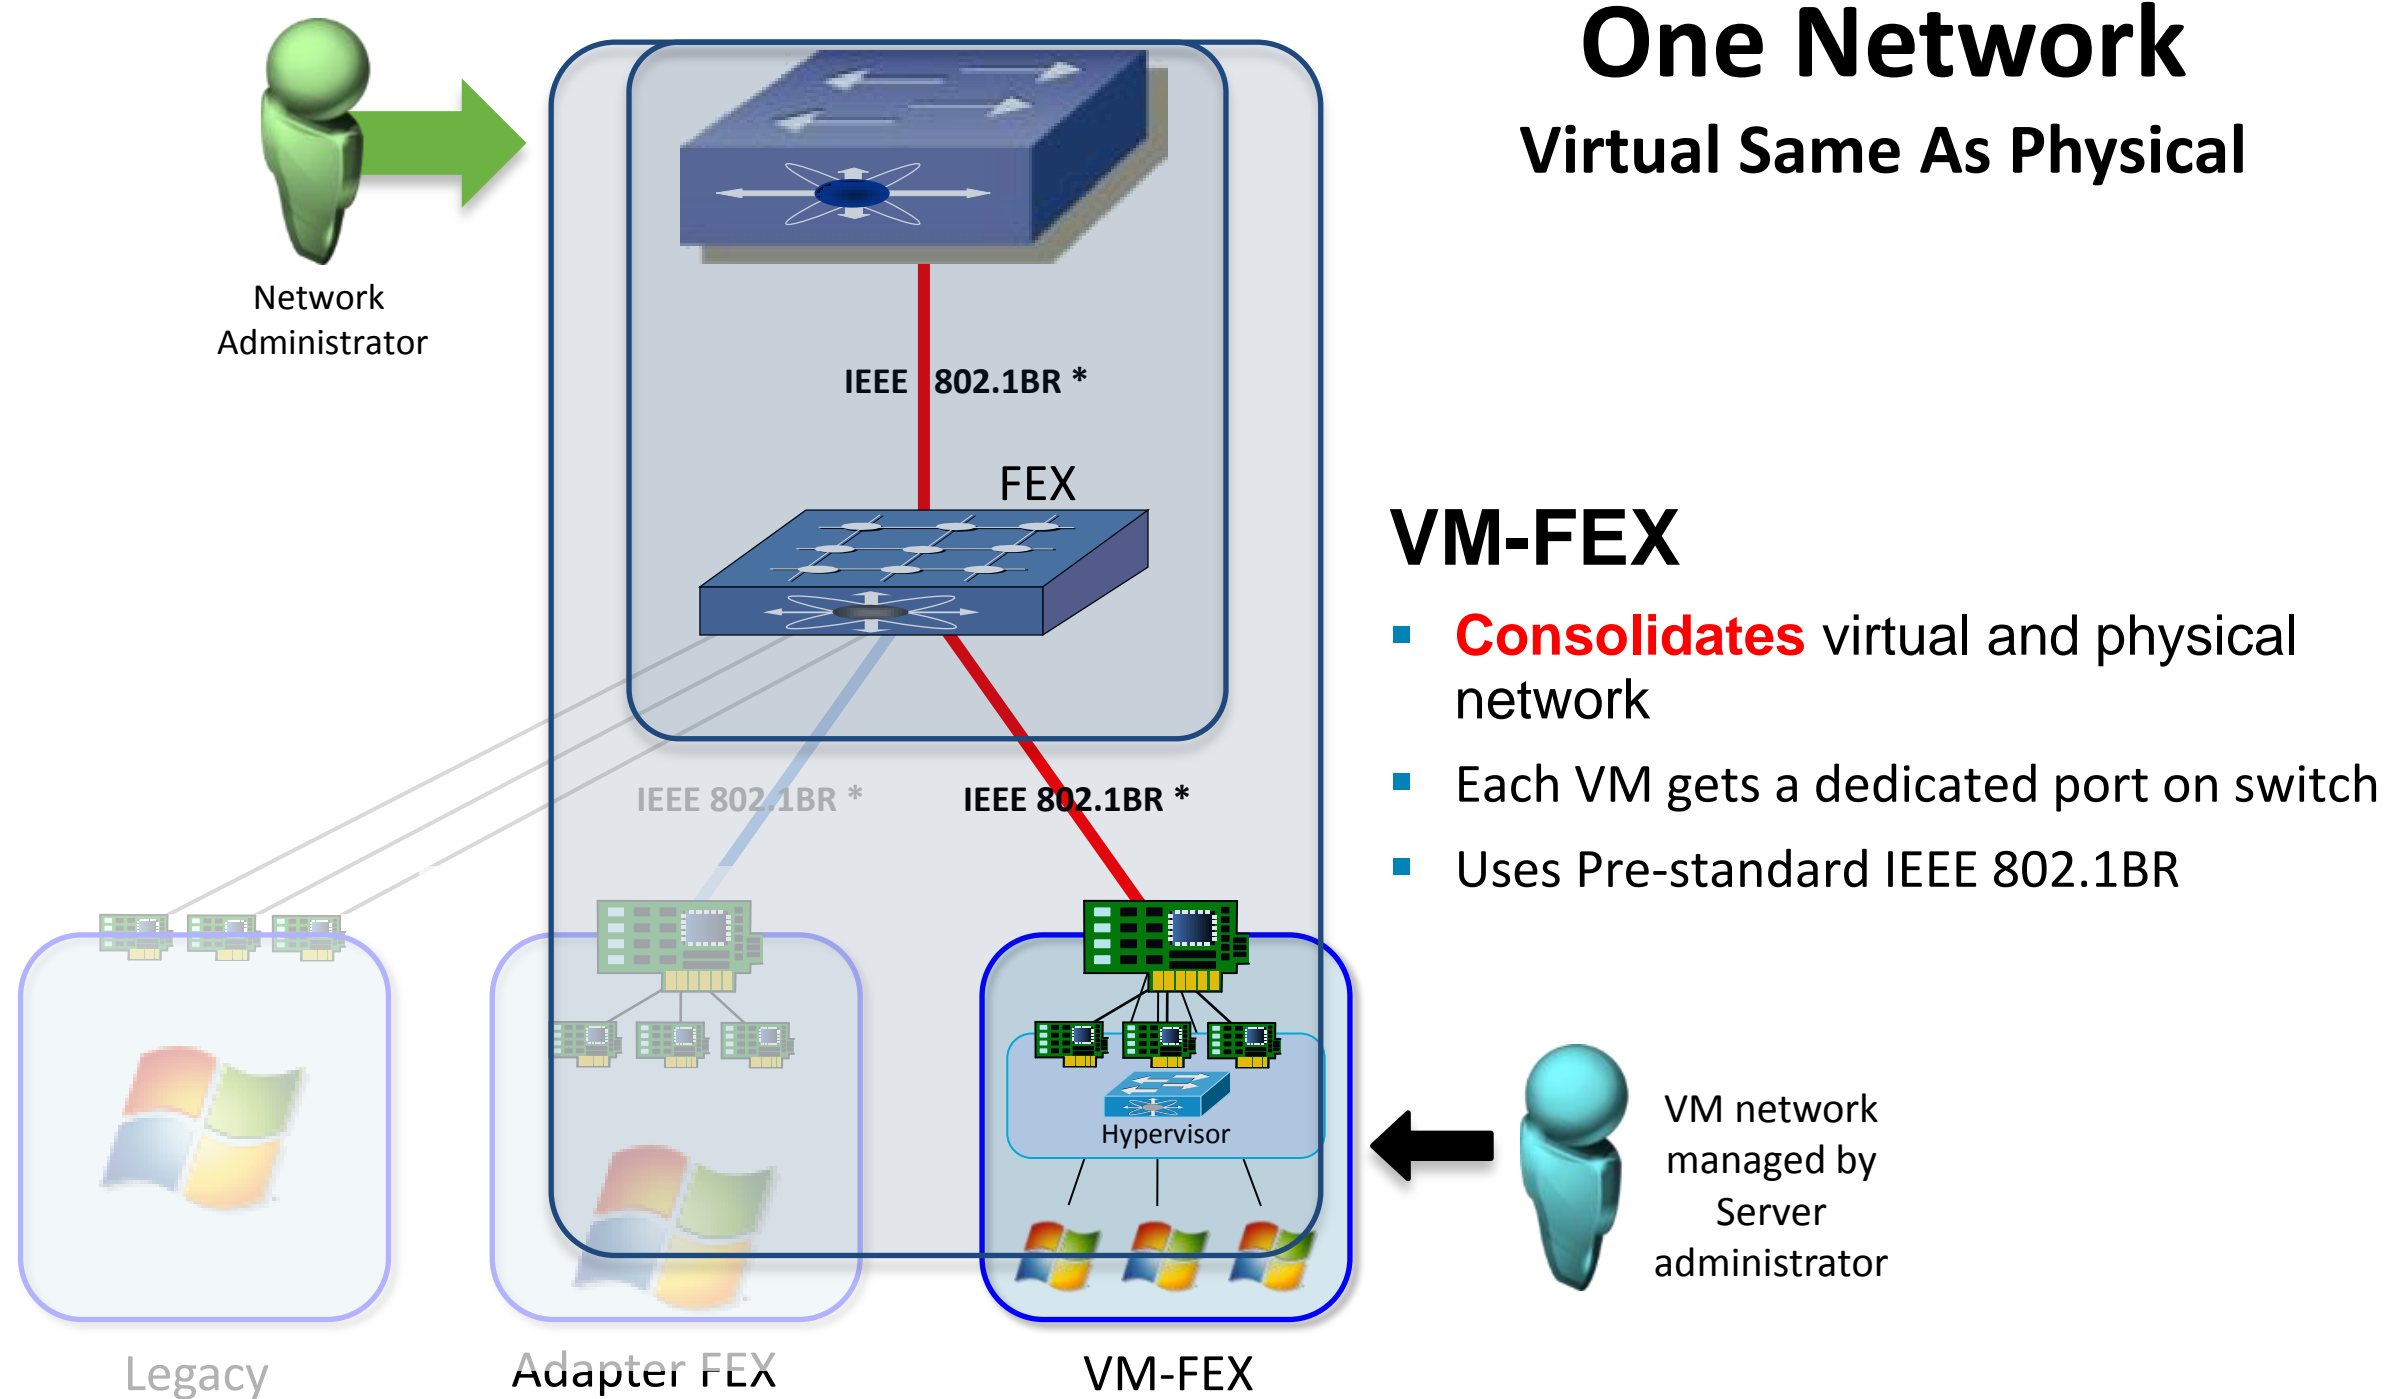 One Network
Virtual Same As Physical
Network
Administrator
IEEE 802.1BR *
FEX
VM-FEX
Consolidates virtual and physical
network
Each VM gets a dedicated port on switch
Uses Pre-standard IEEE 802.1BR
IEEE 802.1BR *
IEEE 802.1BR *
Hypervisor
VM network
managed by
Server
administrator
Legacy
Adapter FEX
VM-FEX